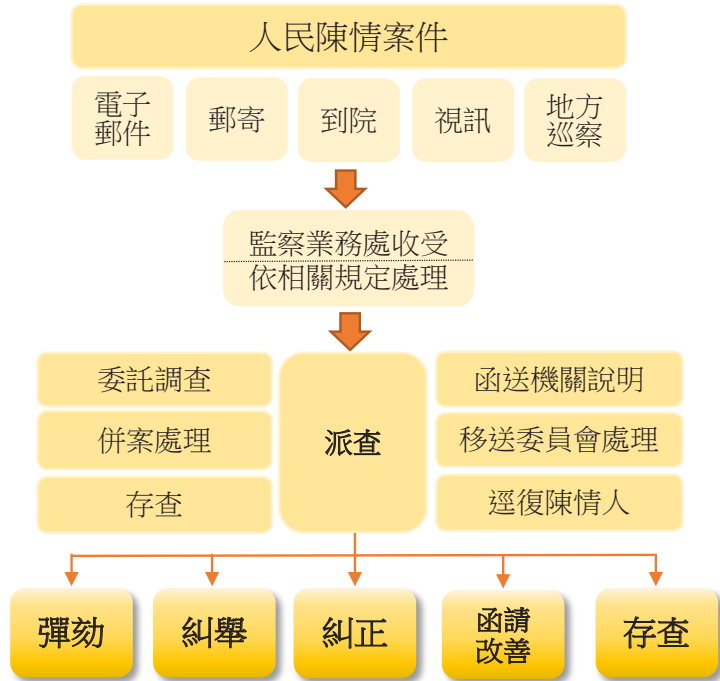 人民陳情案件
電子
郵件
郵寄
到院
視訊
地方
巡察
監察業務處收受
依相關規定處理
委託調查
併案處理
存查
派查
函送機關說明
移送委員會處理
逕復陳情人
彈劾
糾舉
糾正
函請
改善
存查